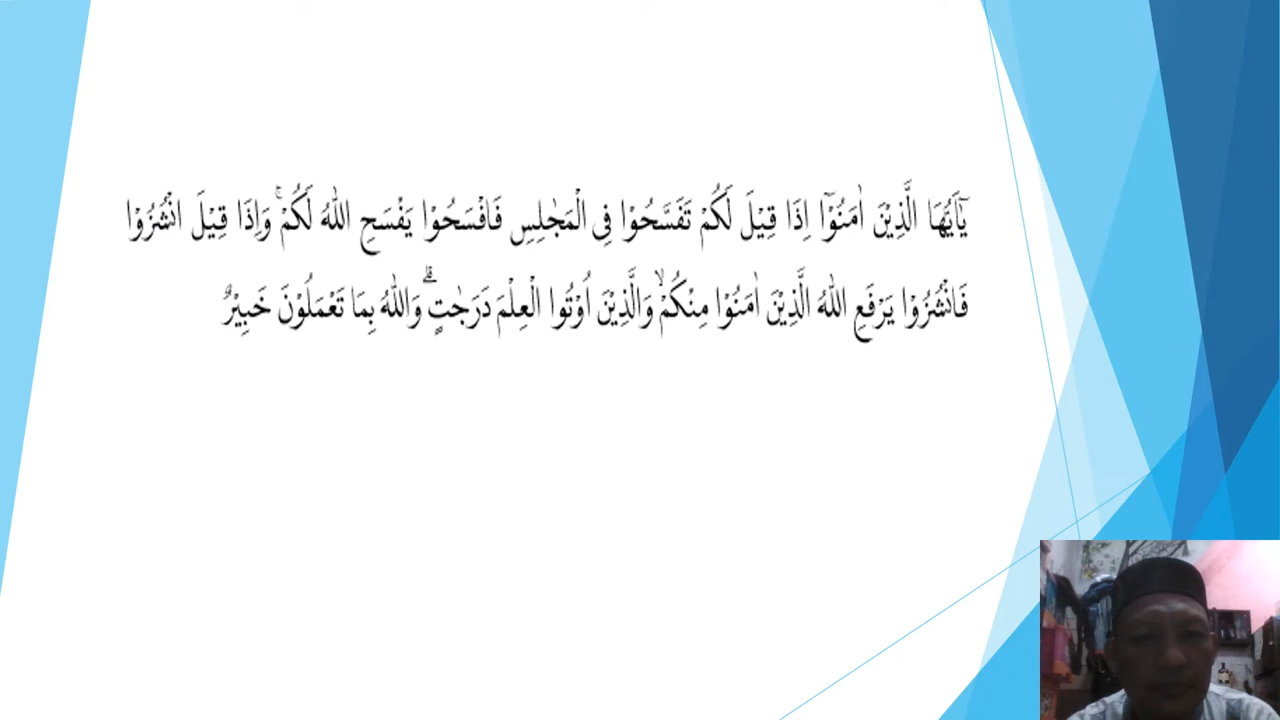 يٰٓاَيُّهَا الَّذِيْنَ اٰمَنُوْٓا اِذَا قِيْلَ لَكُمْ تَفَسَّحُوْا فِى الْمَجٰلِسِ فَافْسَحُوْا يَفْسَحِ اللّٰهُ لَكُمْۚ وَاِذَا قِيْلَ انْشُزُوْا
فَانْشُزُوْا يَرْفَعِ اللّٰهُ الَّذِيْنَ اٰمَنُوْا مِنْكُمْۙ وَالَّذِيْنَ اُوْتُوا الْعِلْمَ دَرَجٰتٍۗ وَاللّٰهُ بِمَا تَعْمَلُوْنَ خَبِيْرٌ